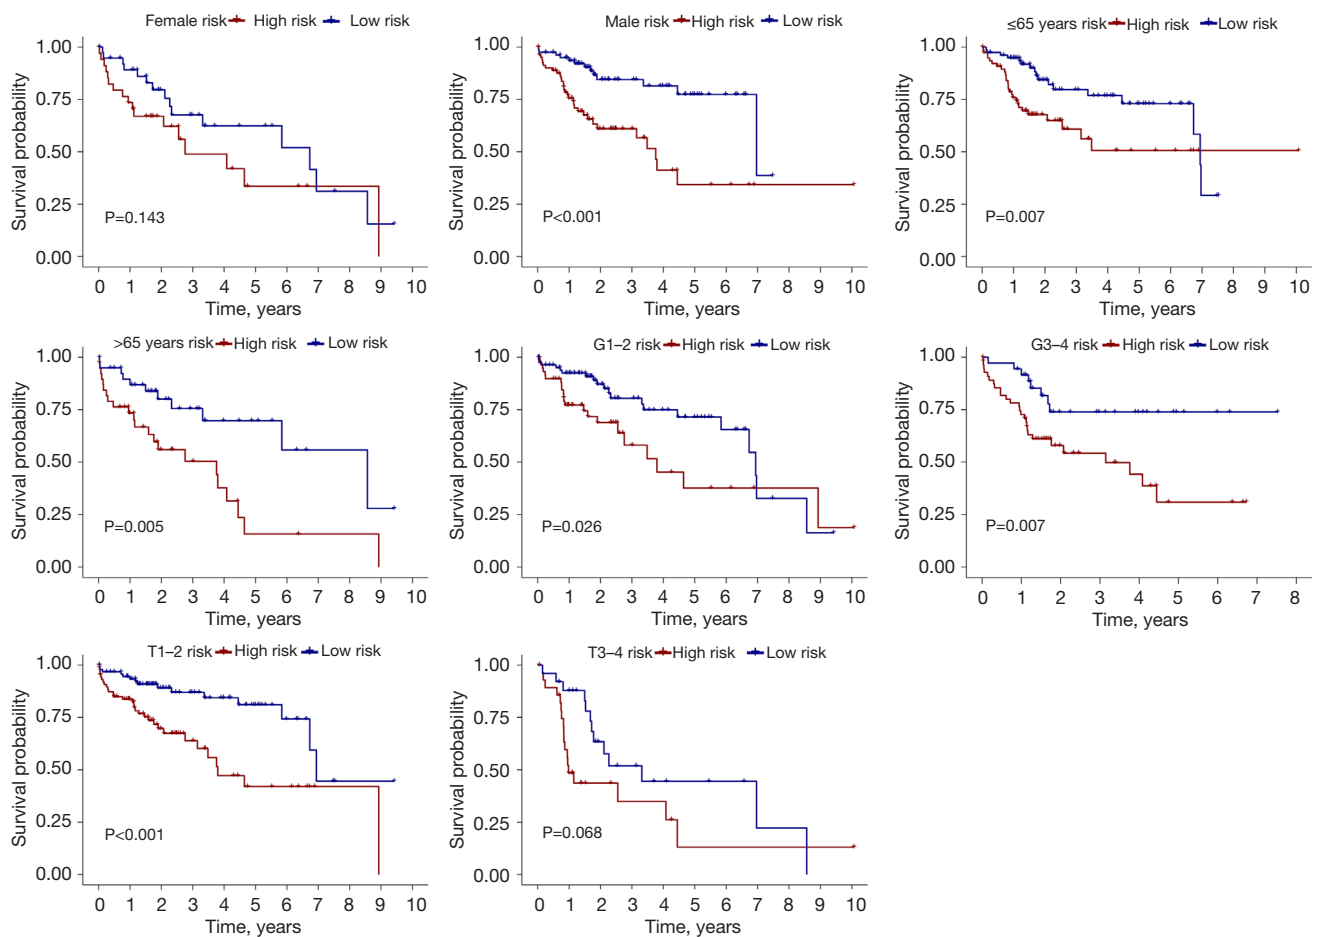 Female risk High risk Low risk
Survival probability
1.00
0.75
0.50
0.25
0.00
P=0.143
0 1 2 3 4 5 6 7 8 9 10
Time, years
Male risk High risk Low risk
Survival probability
1.00
0.75
0.50
0.25
0.00
P<0.001
0 1 2 3 4 5 6 7 8 9 10
Time, years
≤65 years risk High risk Low risk
Survival probability
1.00
0.75
0.50
0.25
0.00
P=0.007
0 1 2 3 4 5 6 7 8 9 10
Time, years
>65 years risk High risk Low risk
Survival probability
1.00
0.75
0.50
0.25
0.00
P=0.005
0 1 2 3 4 5 6 7 8 9 10
Time, years
G1–2 risk High risk Low risk
Survival probability
1.00
0.75
0.50
0.25
0.00
P=0.026
0 1 2 3 4 5 6 7 8 9 10
Time, years
G3–4 risk High risk Low risk
Survival probability
1.00
0.75
0.50
0.25
0.00
P=0.007
0 1 2 3 4 5 6 7 8
Time, years
T1–2 risk High risk Low risk
Survival probability
1.00
0.75
0.50
0.25
0.00
P<0.001
0 1 2 3 4 5 6 7 8 9 10
Time, years
T3–4 risk High risk Low risk
Survival probability
1.00
0.75
0.50
0.25
0.00
P=0.068
0 1 2 3 4 5 6 7 8 9 10
Time, years